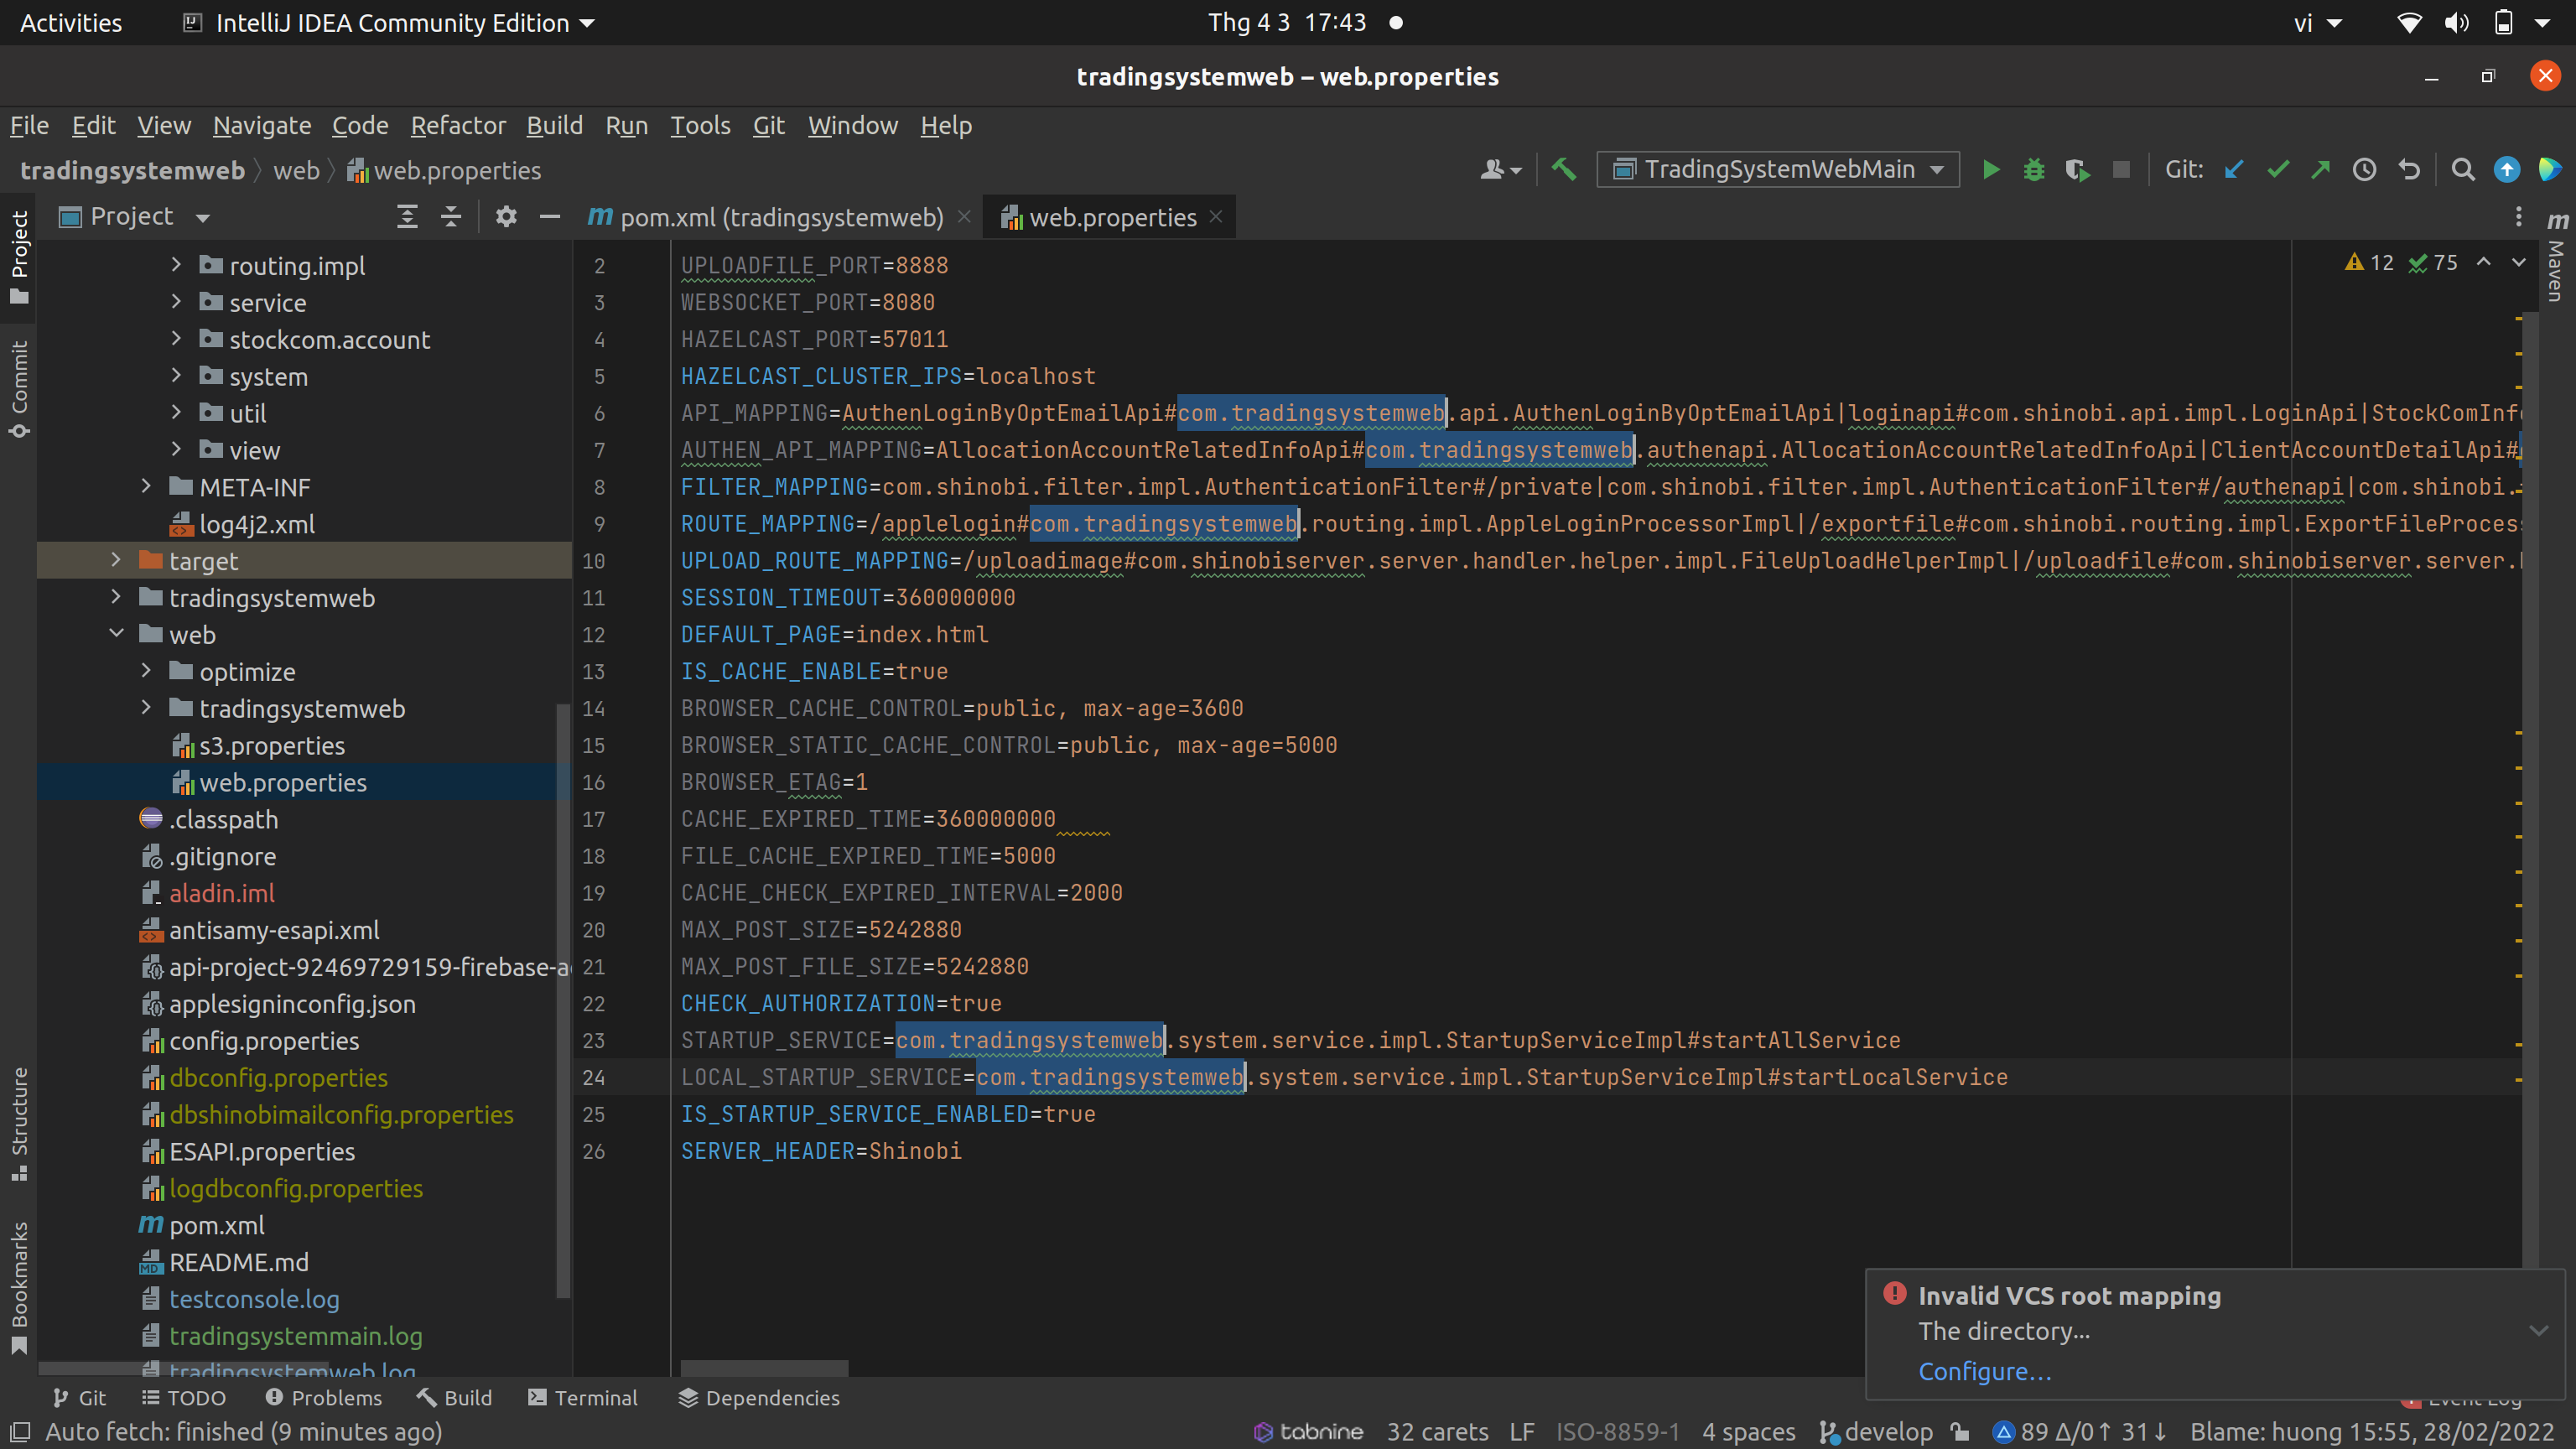 Activities
IntelliJ IDEA Community Edition
Thg 4 3 17:43
vi
tradingsystemweb – web.properties
File Edit View Navigate Code Refactor Build Run Tools Git Window Help
tradingsystemweb web web.properties
TradingSystemWebMain
Git:
Project
pom.xml (tradingsystemweb)
web.properties
12 75
Project
Commit
Structure
Bookmarks
Maven
routing.impl
service
stockcom.account
system
util
view
META-INF
log4j2.xml
target
tradingsystemweb
web
optimize
tradingsystemweb
s3.properties
web.properties
.classpath
.gitignore
aladin.iml
antisamy-esapi.xml
api-project-92469729159-firebase-a
applesigninconfig.json
config.properties
dbconfig.properties
dbshinobimailconfig.properties
ESAPI.properties
logdbconfig.properties
pom.xml
README.md
testconsole.log
tradingsystemmain.log
tradingsystemweb.log
2 UPLOADFILE_PORT=8888
3 WEBSOCKET_PORT=8080
4 HAZELCAST_PORT=57011
5 HAZELCAST_CLUSTER_IPS=localhost
6 API_MAPPING=AuthenLoginByOptEmailApi#com.tradingsystemweb.api.AuthenLoginByOptEmailApi|loginapi#com.shinobi.api.impl.LoginApi|StockComInf
7 AUTHEN_API_MAPPING=AllocationAccountRelatedInfoApi#com.tradingsystemweb.authenapi.AllocationAccountRelatedInfoApi|ClientAccountDetailApi#
8 FILTER_MAPPING=com.shinobi.filter.impl.AuthenticationFilter#/private|com.shinobi.filter.impl.AuthenticationFilter#/authenapi|com.shinobi.
9 ROUTE_MAPPING=/applelogin#com.tradingsystemweb.routing.impl.AppleLoginProcessorImpl|/exportfile#com.shinobi.routing.impl.ExportFileProcess
10 UPLOAD_ROUTE_MAPPING=/uploadimage#com.shinobiserver.server.handler.helper.impl.FileUploadHelperImpl|/uploadfile#com.shinobiserver.server.
11 SESSION_TIMEOUT=360000000
12 DEFAULT_PAGE=index.html
13 IS_CACHE_ENABLE=true
14 BROWSER_CACHE_CONTROL=public, max-age=3600
15 BROWSER_STATIC_CACHE_CONTROL=public, max-age=5000
16 BROWSER_ETAG=1
17 CACHE_EXPIRED_TIME=360000000
18 FILE_CACHE_EXPIRED_TIME=5000
19 CACHE_CHECK_EXPIRED_INTERVAL=2000
20 MAX_POST_SIZE=5242880
21 MAX_POST_FILE_SIZE=5242880
22 CHECK_AUTHORIZATION=true
23 STARTUP_SERVICE=com.tradingsystemweb.system.service.impl.StartupServiceImpl#startAllService
24 LOCAL_STARTUP_SERVICE=com.tradingsystemweb.system.service.impl.StartupServiceImpl#startLocalService
25 IS_STARTUP_SERVICE_ENABLED=true
26 SERVER_HEADER=Shinobi
Invalid VCS root mapping
The directory...
Configure...
Git TODO Problems Build Terminal Dependencies
Event Log
Auto fetch: finished (9 minutes ago)
tabnine 32 carets LF ISO-8859-1 4 spaces develop 89 Δ/0↑ 31↓ Blame: huong 15:55, 28/02/2022